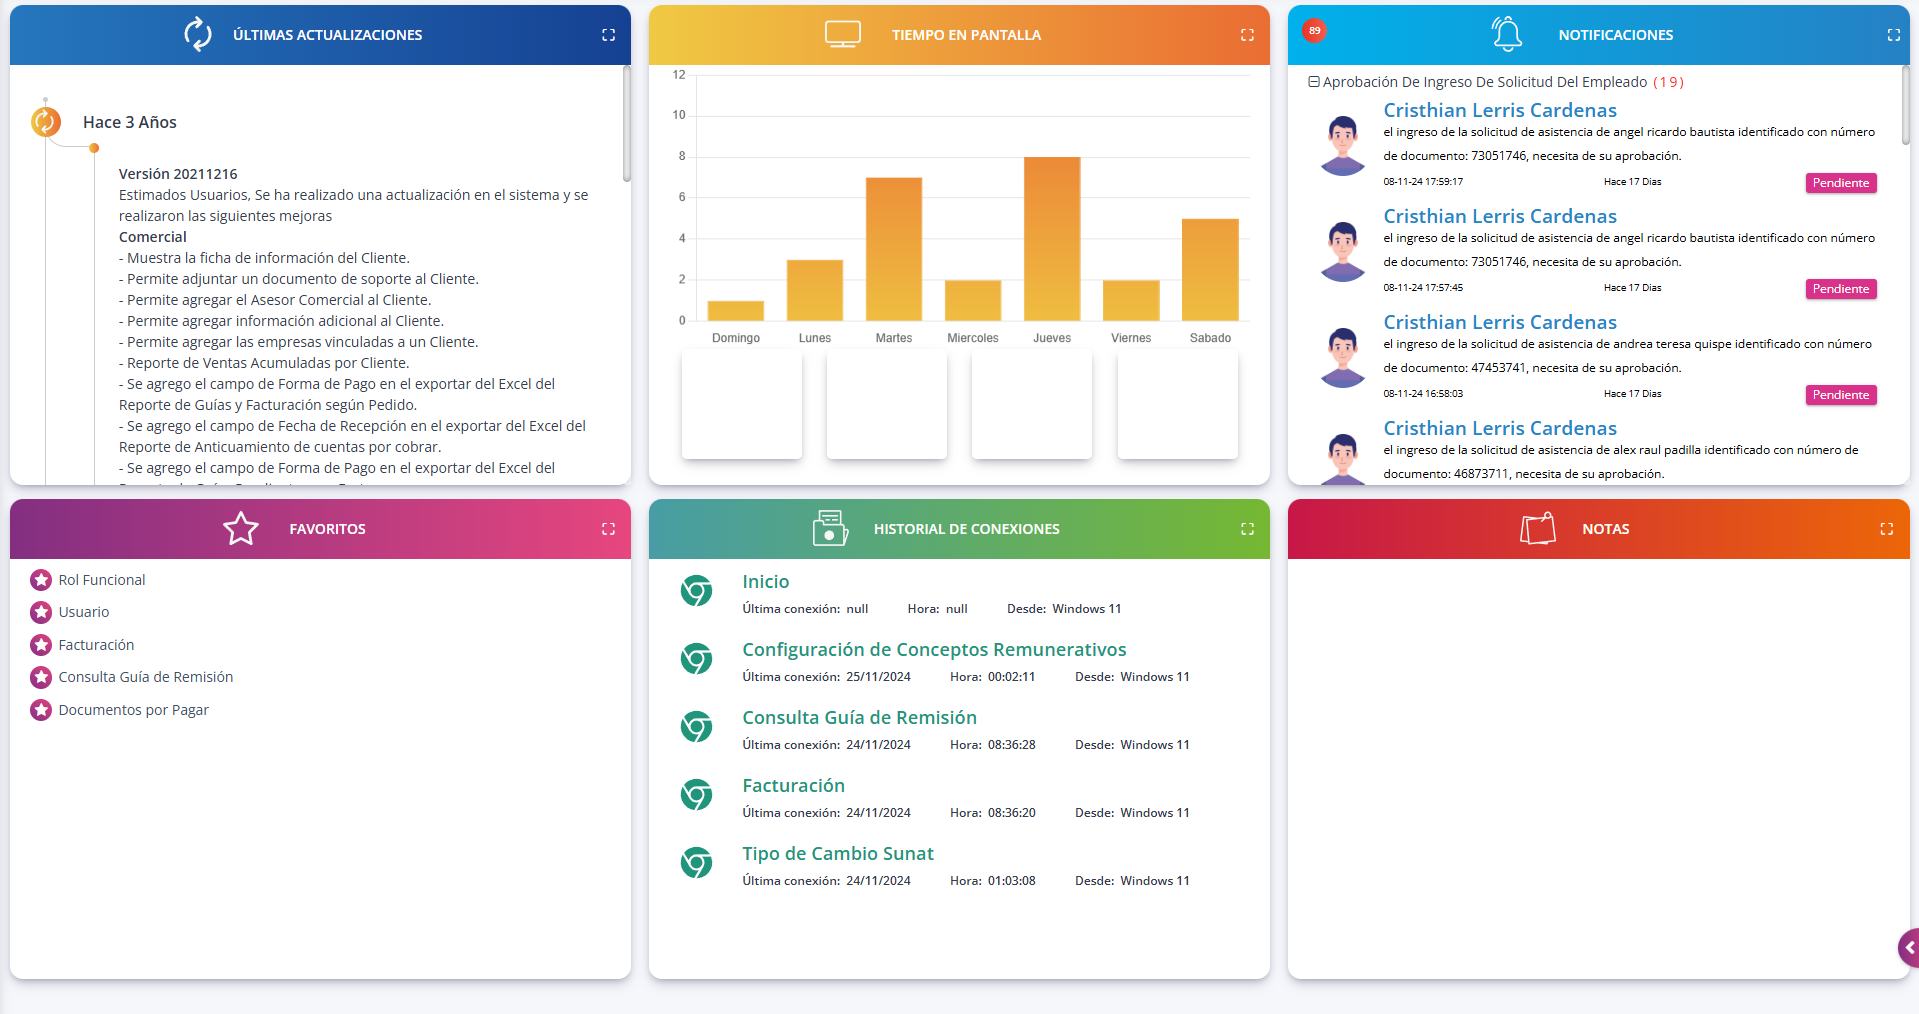 ÚLTIMAS ACTUALIZACIONES
Hace 3 Años
Versión 20211216
Estimados Usuarios, Se ha realizado una actualización en el sistema y se
realizaron las siguientes mejoras
Comercial
- Muestra la ficha de información del Cliente.
- Permite adjuntar un documento de soporte al Cliente.
- Permite agregar el Asesor Comercial al Cliente.
- Permite agregar información adicional al Cliente.
- Permite agregar las empresas vinculadas a un Cliente.
- Reporte de Ventas Acumuladas por Cliente.
- Se agrego el campo de Forma de Pago en el exportar del Excel del
Reporte de Guías y Facturación según Pedido.
- Se agrego el campo de Fecha de Recepción en el exportar del Excel del
Reporte de Anticuamiento de cuentas por cobrar.
- Se agrego el campo de Forma de Pago en el exportar del Excel del
TIEMPO EN PANTALLA
12
10
8
6
4
2
0
Domingo Lunes Martes Miercoles Jueves Viernes Sabado
89
NOTIFICACIONES
Aprobación De Ingreso De Solicitud Del Empleado (19)
Cristhian Lerris Cardenas
el ingreso de la solicitud de asistencia de angel ricardo bautista identificado con número
de documento: 73051746, necesita de su aprobación.
08-11-24 17:59:17 Hace 17 Dias Pendiente
Cristhian Lerris Cardenas
el ingreso de la solicitud de asistencia de angel ricardo bautista identificado con número
de documento: 73051746, necesita de su aprobación.
08-11-24 17:57:45 Hace 17 Dias Pendiente
Cristhian Lerris Cardenas
el ingreso de la solicitud de asistencia de andrea teresa quispe identificado con número
de documento: 47453741, necesita de su aprobación.
08-11-24 16:58:03 Hace 17 Dias Pendiente
Cristhian Lerris Cardenas
el ingreso de la solicitud de asistencia de alex raul padilla identificado con número de
documento: 46873711, necesita de su aprobación.
FAVORITOS
Rol Funcional
Usuario
Facturación
Consulta Guía de Remisión
Documentos por Pagar
HISTORIAL DE CONEXIONES
Inicio
Última conexión: null Hora: null Desde: Windows 11
Configuración de Conceptos Remunerativos
Última conexión: 25/11/2024 Hora: 00:02:11 Desde: Windows 11
Consulta Guía de Remisión
Última conexión: 24/11/2024 Hora: 08:36:28 Desde: Windows 11
Facturación
Última conexión: 24/11/2024 Hora: 08:36:20 Desde: Windows 11
Tipo de Cambio Sunat
Última conexión: 24/11/2024 Hora: 01:03:08 Desde: Windows 11
NOTAS